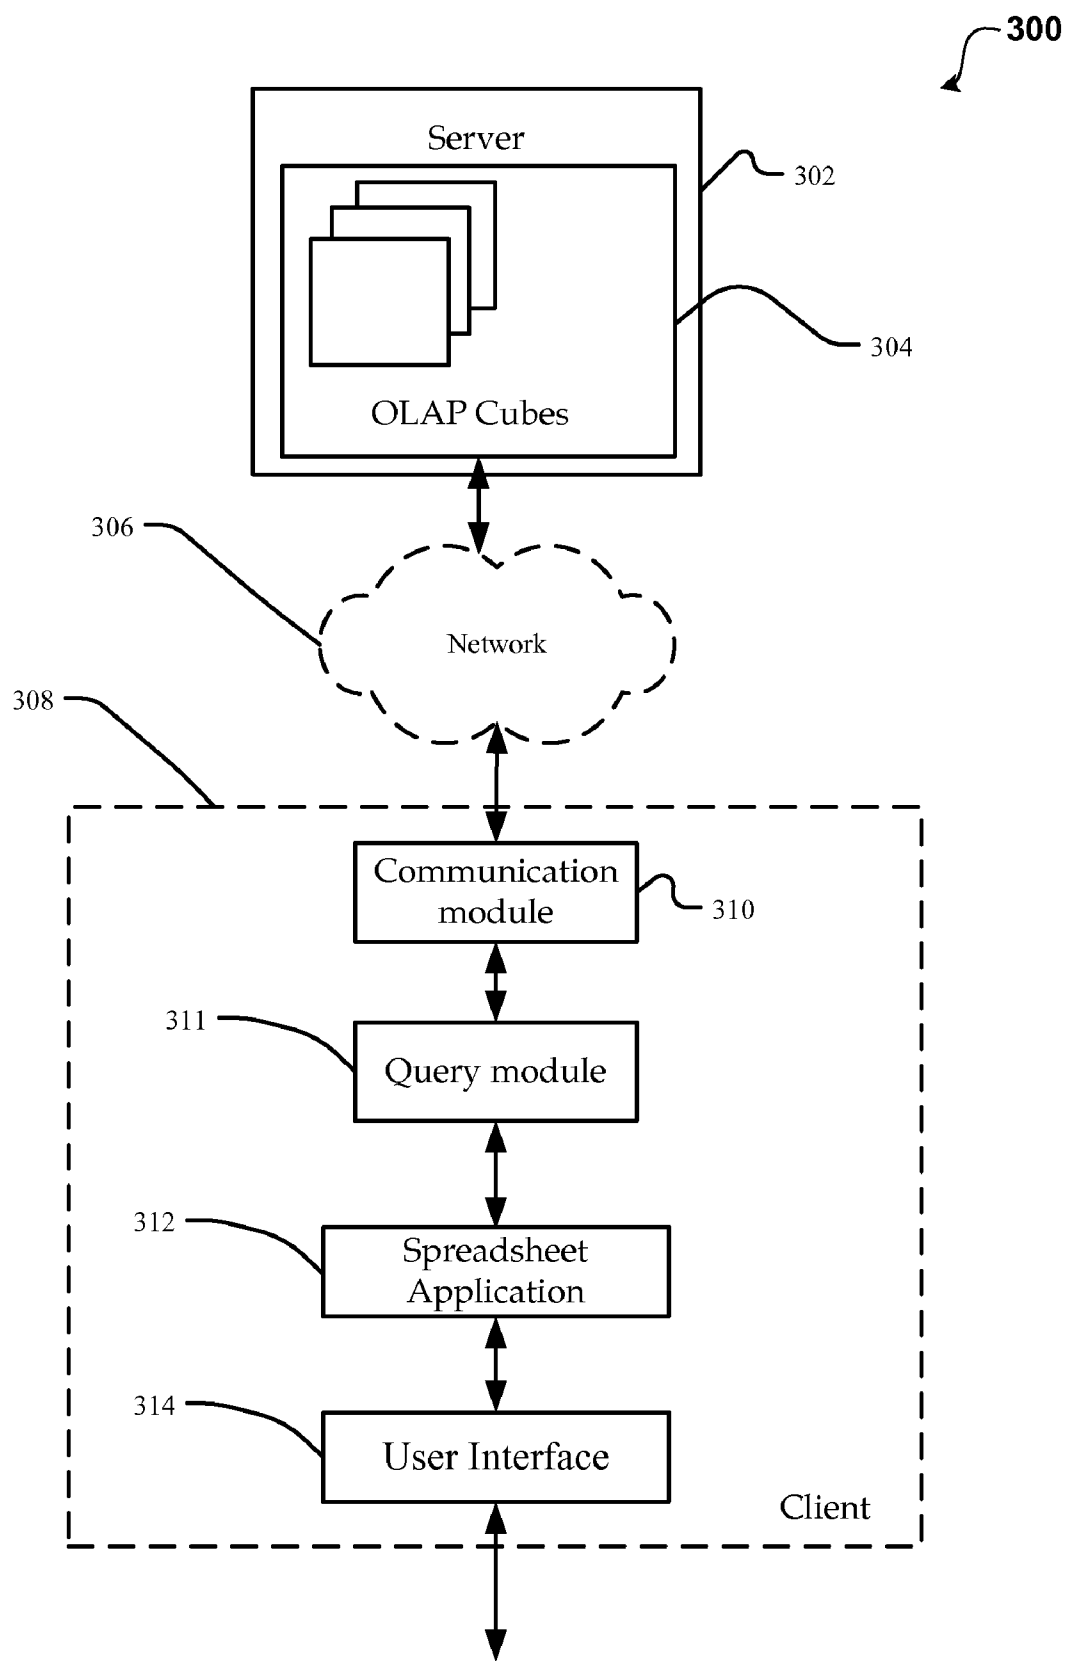 300
Server
302
304
OLAP Cubes
306
Network
308
Communication
module
310
311
Query module
312
Spreadsheet
Application
314
User Interface
Client